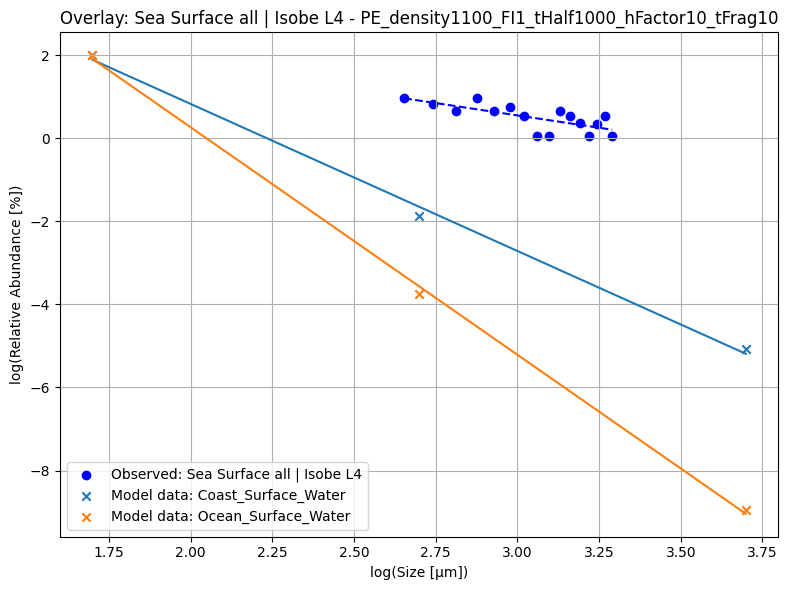 Overlay: Sea Surface all | Isobe L4 - PE_density1100_FI1_tHalf1000_hFactor10_tFrag10
log(Relative Abundance [%])
2
0
−2
−4
−6
−8
Observed: Sea Surface all | Isobe L4
Model data: Coast_Surface_Water
Model data: Ocean_Surface_Water
1.75 2.00 2.25 2.50 2.75 3.00 3.25 3.50 3.75
log(Size [μm])